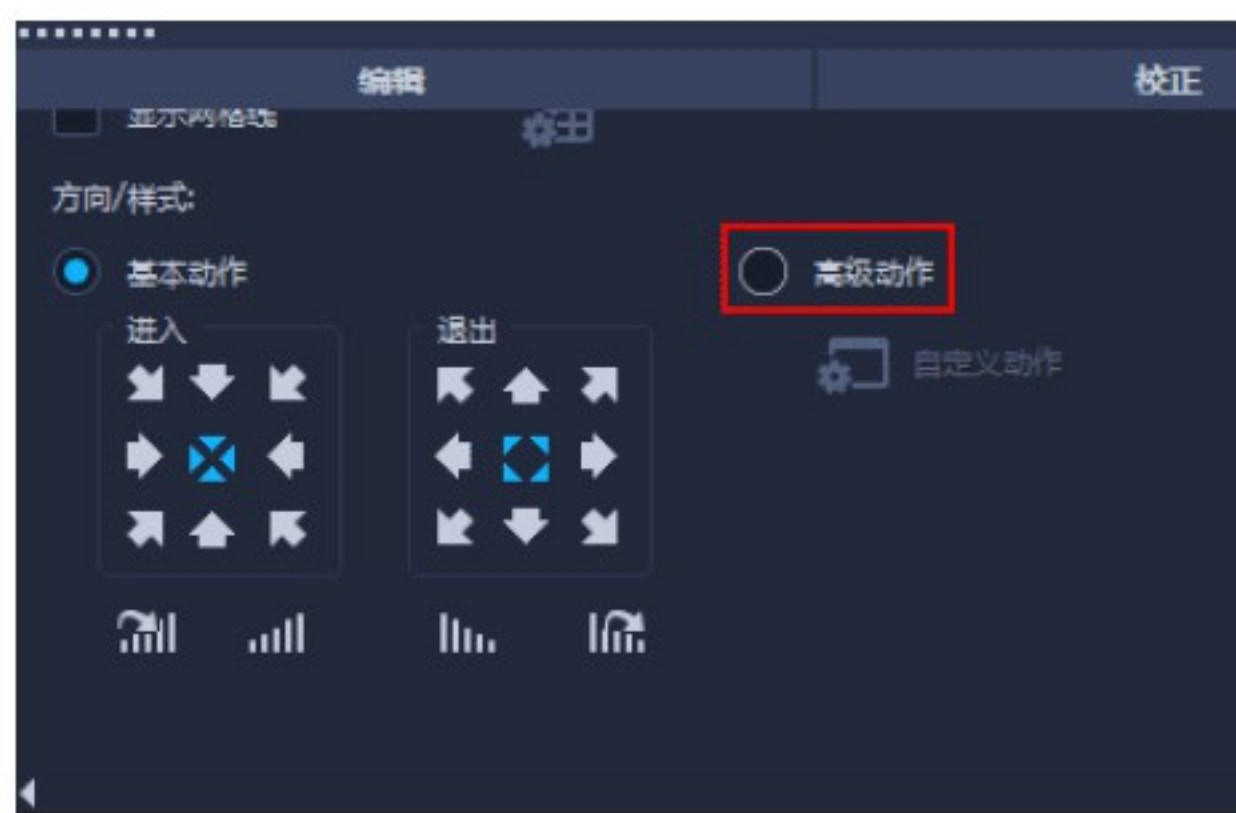 编辑
校正
显示网格线
方向/样式:
基本动作
高级动作
进入
退出
自定义动作